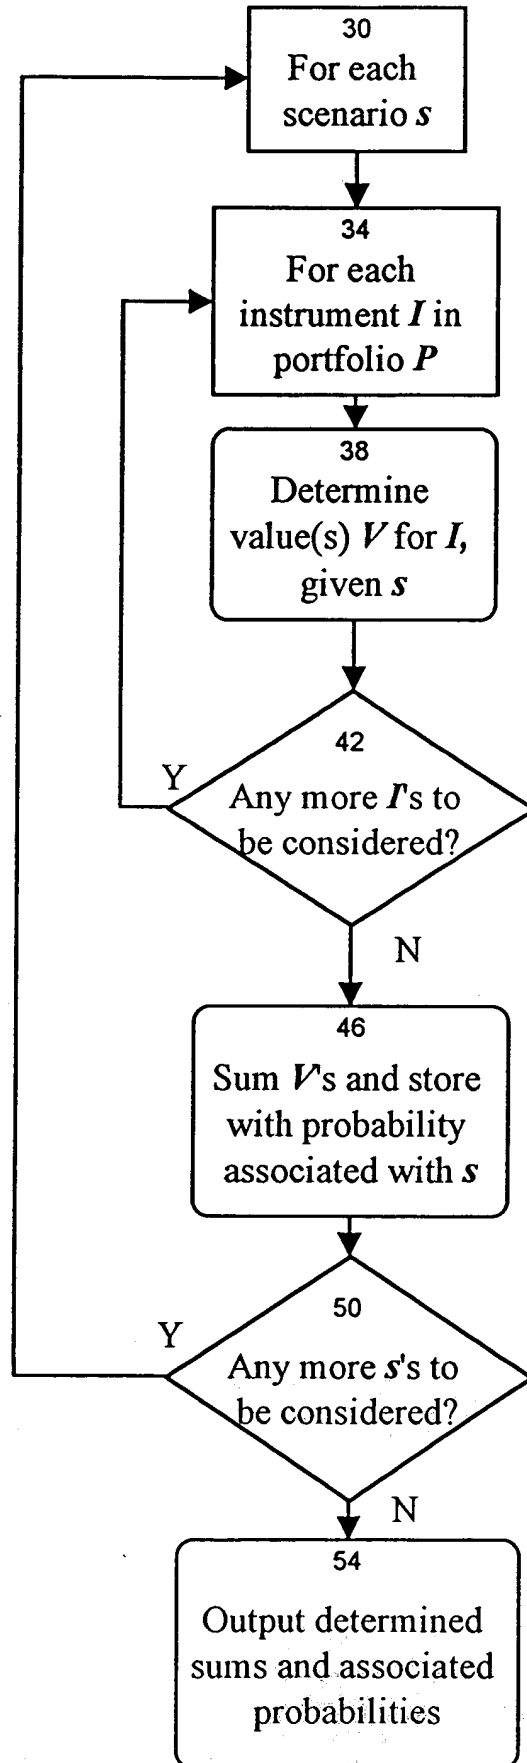 30
For each
scenario s
34
For each
instrument I in
portfolio P
38
Determine
value(s) V for I,
given s
42
Y
Any more I's to
be considered?
N
46
Sum V's and store
with probability
associated with s
50
Y
Any more s's to
be considered?
N
54
Output determined
sums and associated
probabilities